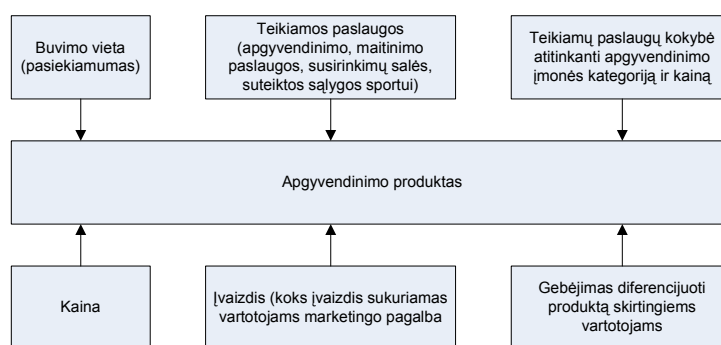 Buvimo vieta
(pasiekiamumas)
Teikiamos paslaugos
(apgyvendinimo, maitinimo
paslaugos, susirinkimų salės,
suteiktos sąlygos sportui)
Teikiamų paslaugų kokybė
atitinkanti apgyvendinimo
įmonės kategoriją ir kainą
Apgyvendinimo produktas
Kaina
Įvaizdis (koks įvaizdis sukuriamas
vartotojams marketingo pagalba
Gebėjimas diferencijuoti
produktą skirtingiems
vartotojams